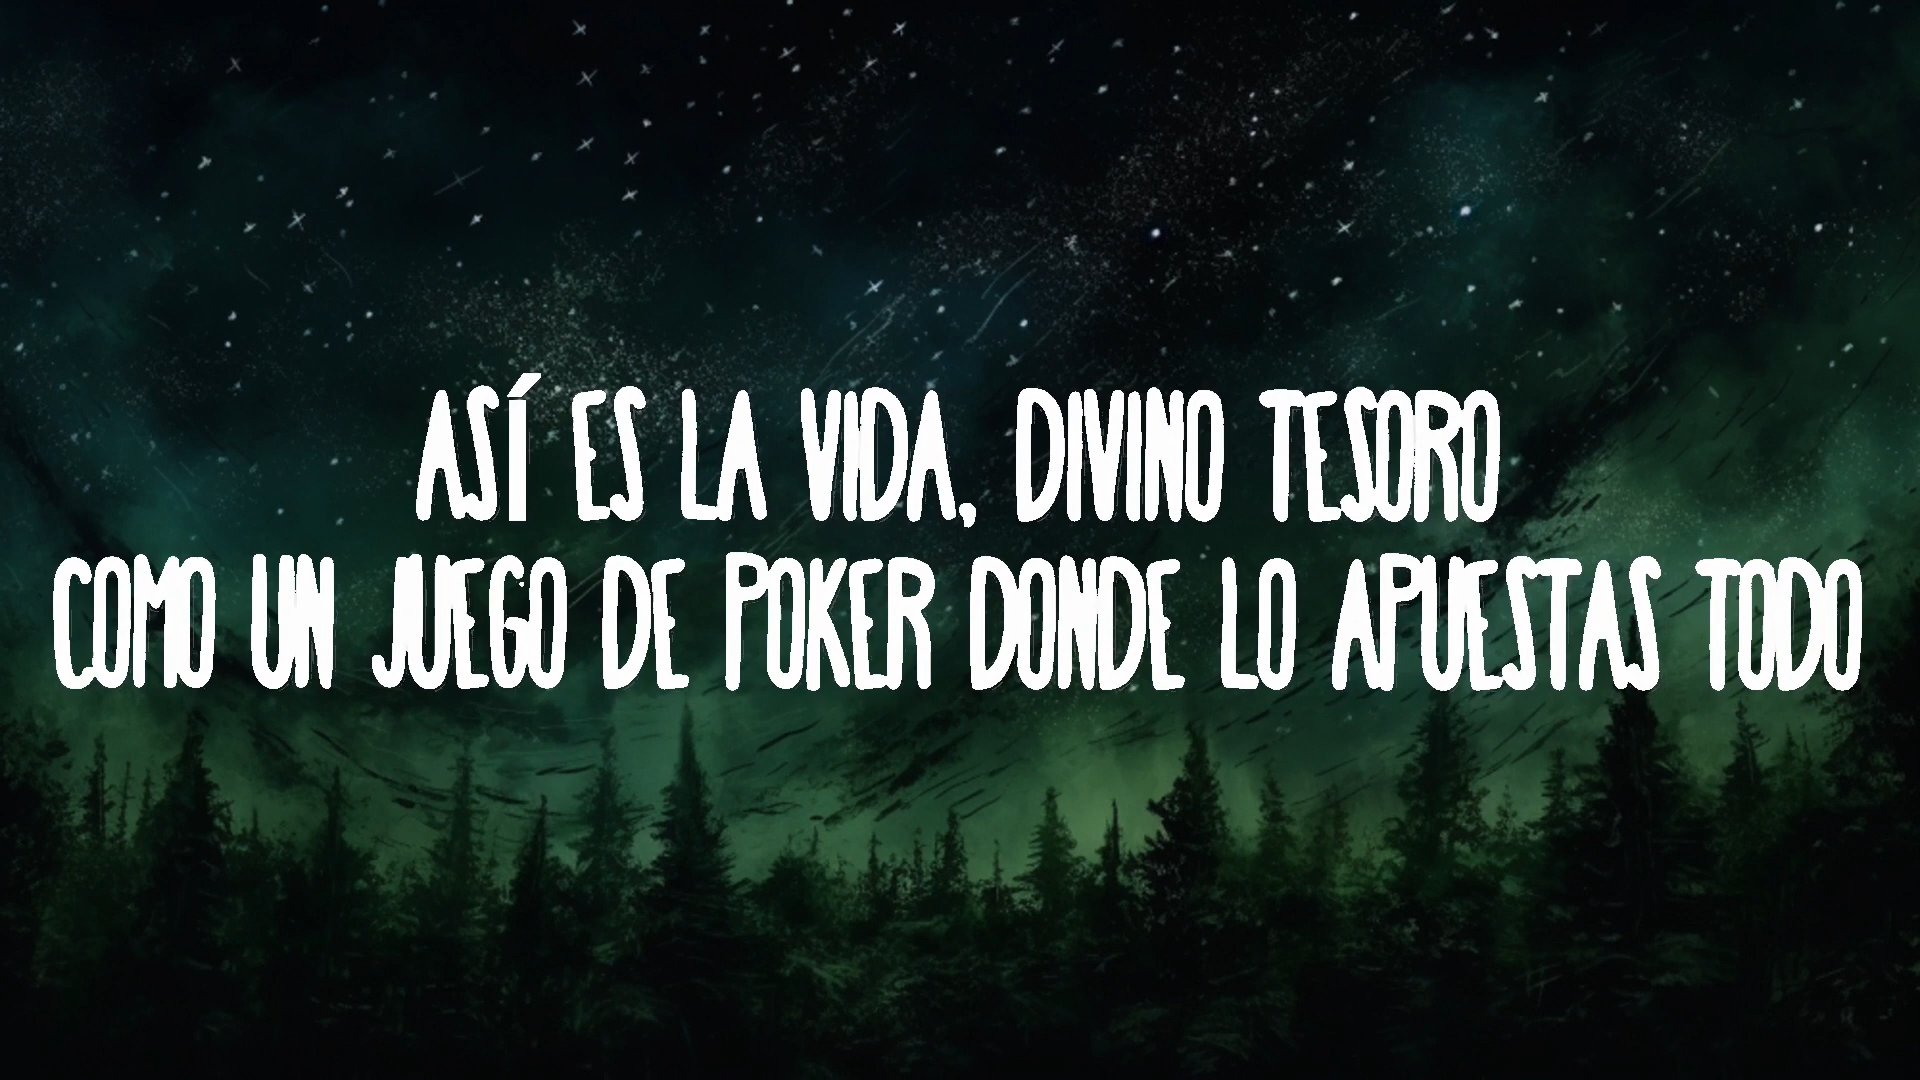 ASÍ ES LA VIDA, DIVINO TESORO
COMO UN JUEGO DE POKER DONDE LO APUESTAS TODO